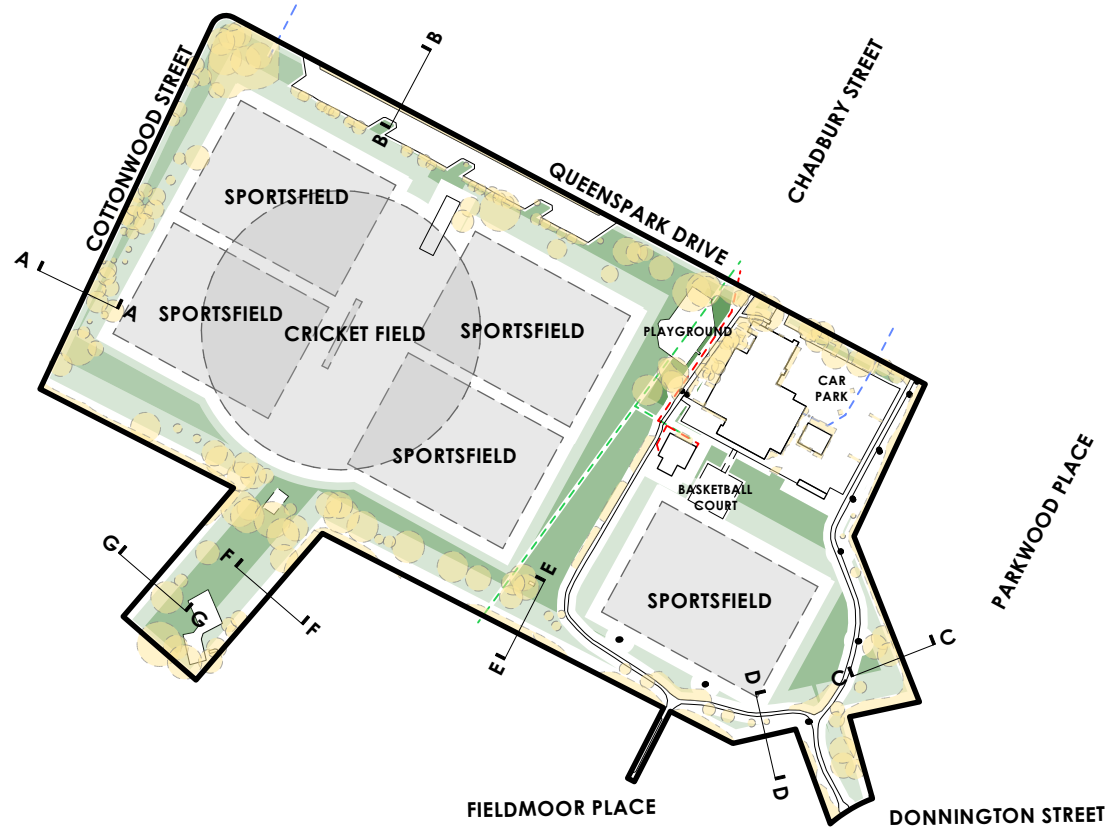 B
B
COTTONWOOD STREET
CHADBURY STREET
QUEENSPARK DRIVE
SPORTSFIELD
A
A
SPORTSFIELD
CRICKET FIELD
SPORTSFIELD
PLAYGROUND
CAR
PARK
SPORTSFIELD
BASKETBALL
COURT
PARKWOOD PLACE
G
F
E
G
F
E
SPORTSFIELD
C
C
D
D
FIELDMOOR PLACE
DONNINGTON STREET